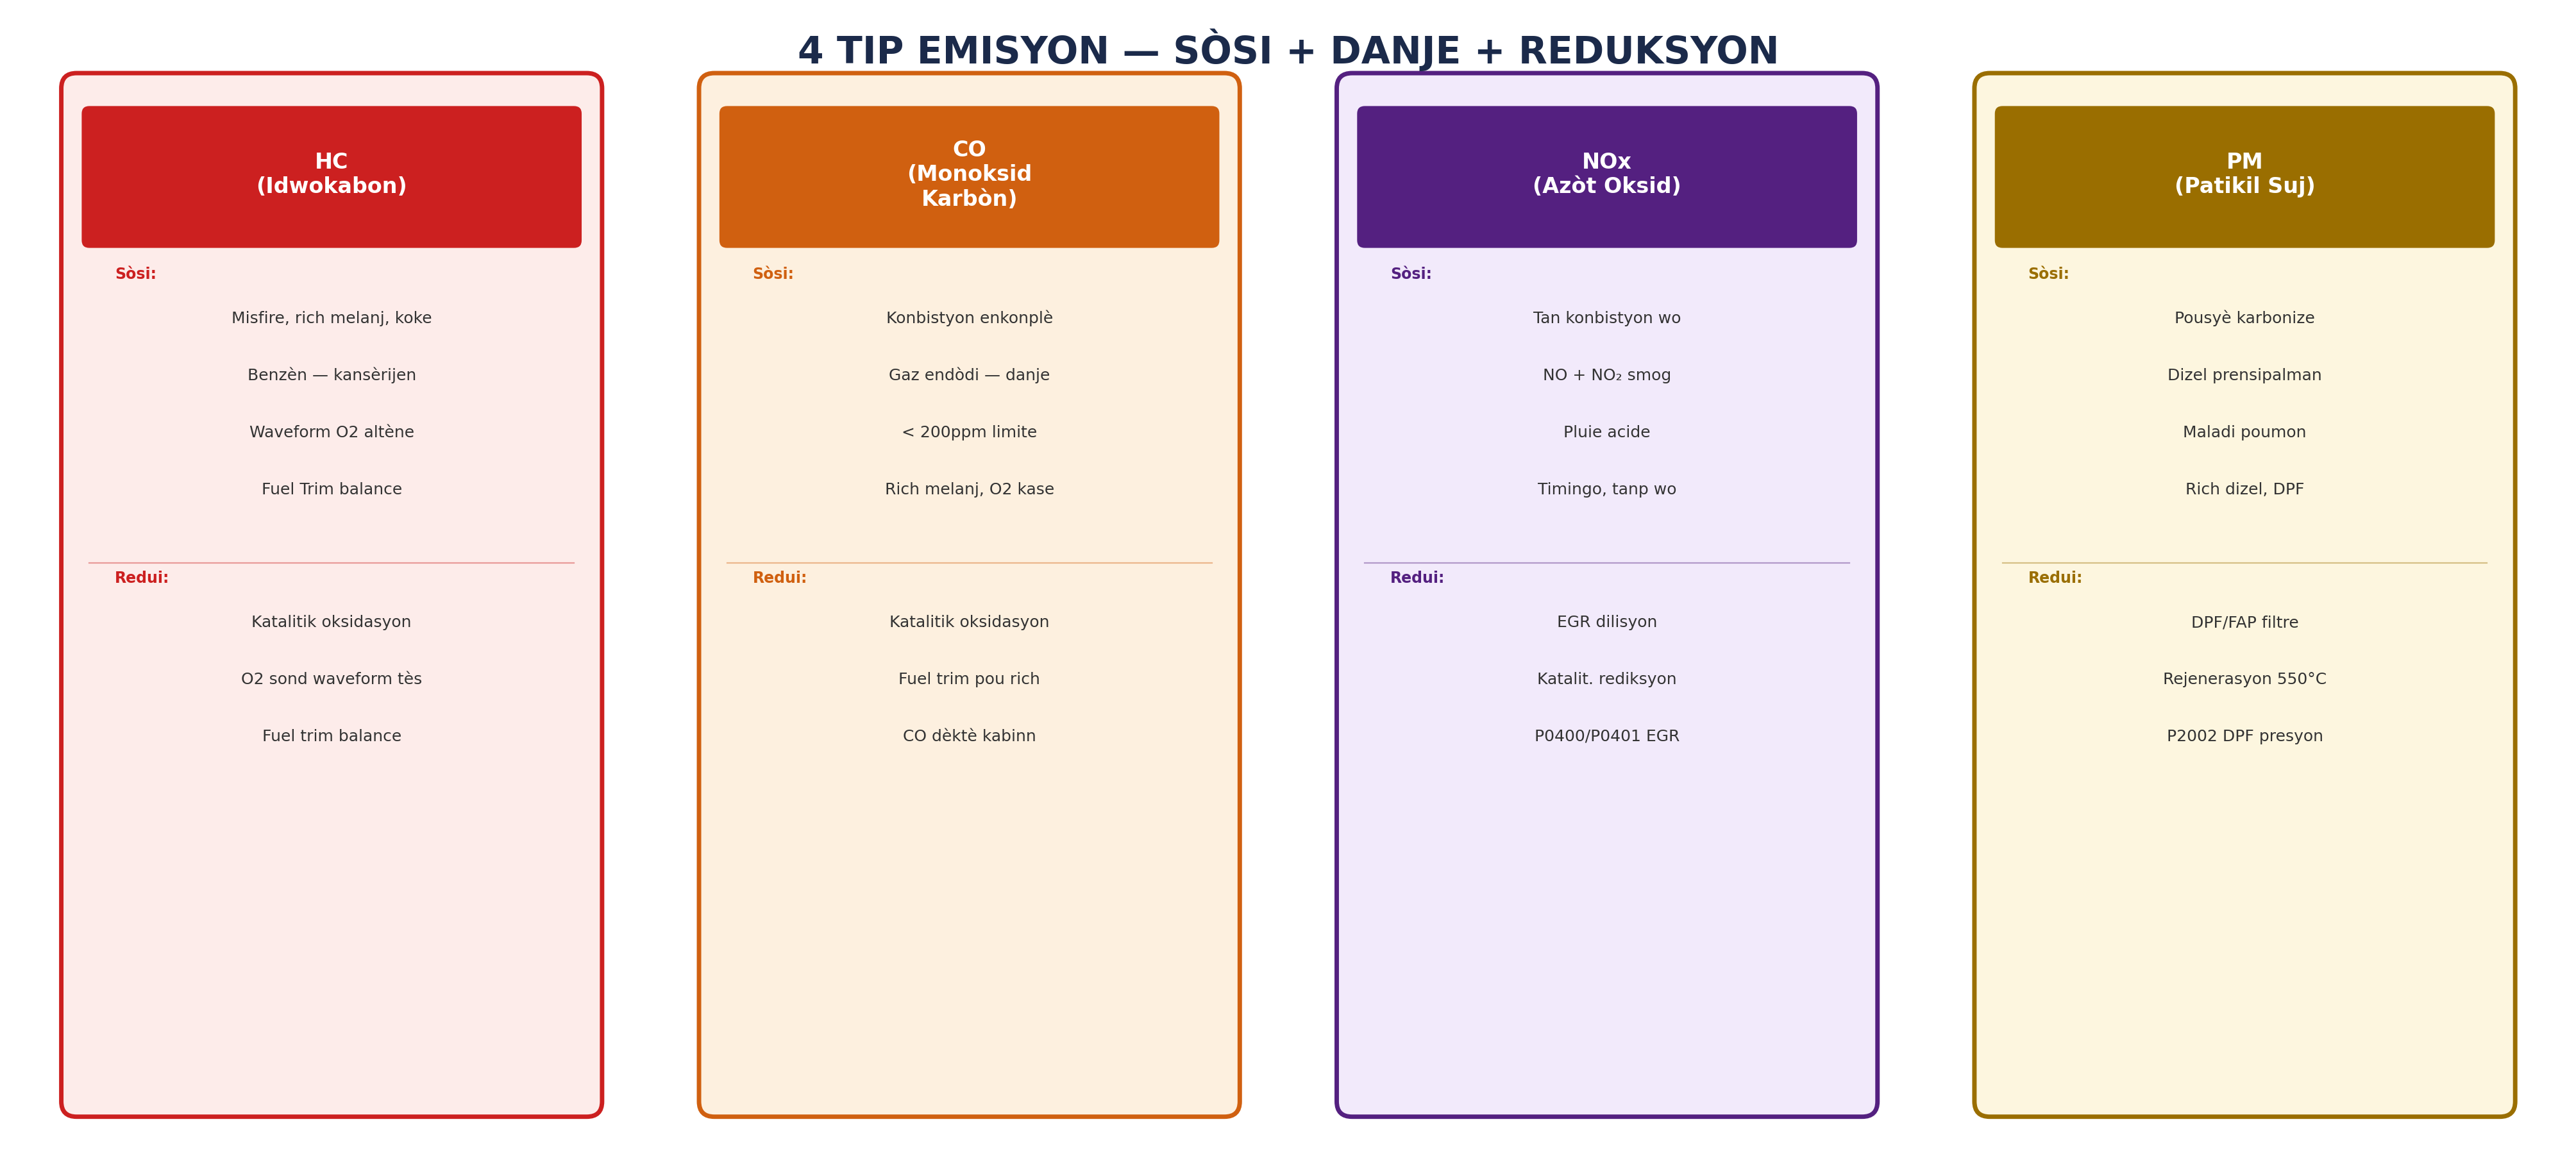 4 TIP EMISYON — SÒSI + DANJE + REDUKSYON
HC
(Idwokabon)
Sòsi:
Misfire, rich melanj, koke
Benzèn — kansèrijen
Waveform O2 altène
Fuel Trim balance
Redui:
Katalitik oksidasyon
O2 sond waveform tès
Fuel trim balance
CO
(Monoksid
Karbòn)
Sòsi:
Konbistyon enkonplè
Gaz endòdi — danje
< 200ppm limite
Rich melanj, O2 kase
Redui:
Katalitik oksidasyon
Fuel trim pou rich
CO dèktè kabinn
NOx
(Azòt Oksid)
Sòsi:
Tan konbistyon wo
NO + NO₂ smog
Pluie acide
Timingo, tanp wo
Redui:
EGR dilisyon
Katalit. rediksyon
P0400/P0401 EGR
PM
(Patikil Suj)
Sòsi:
Pousyè karbonize
Dizel prensipalman
Maladi poumon
Rich dizel, DPF
Redui:
DPF/FAP filtre
Rejenerasyon 550°C
P2002 DPF presyon